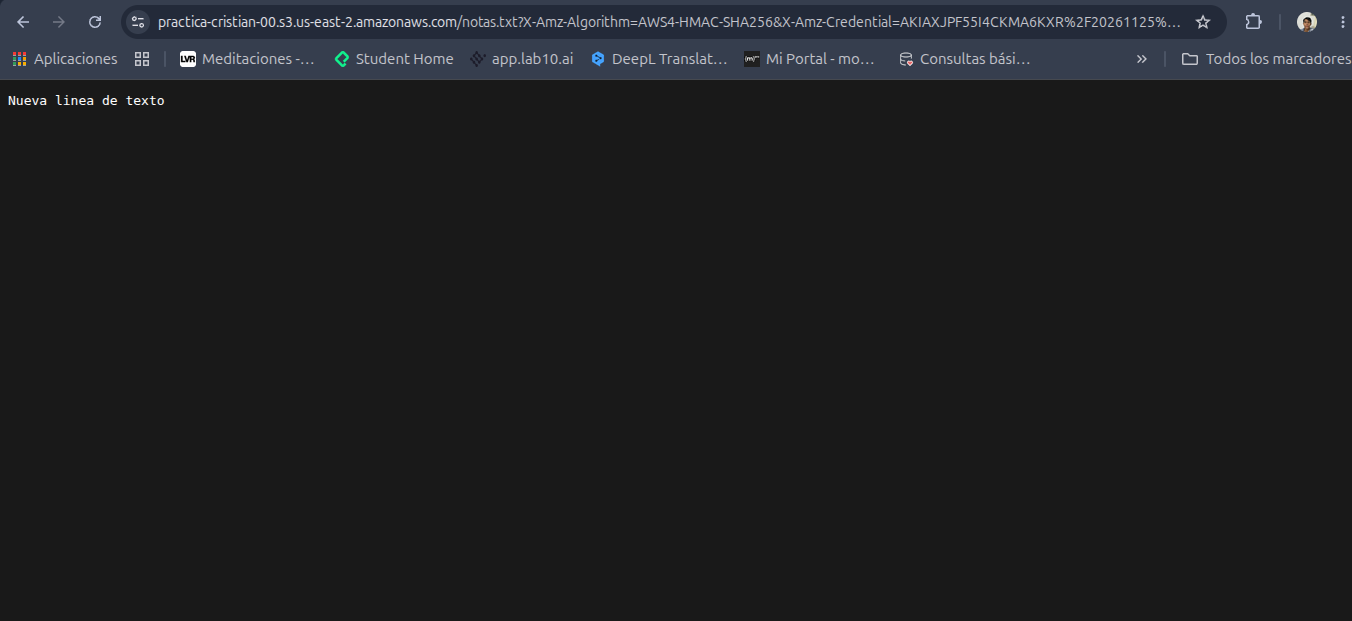 practica-cristian-00.s3.us-east-2.amazonaws.com/notas.txt?X-Amz-Algorithm=AWS4-HMAC-SHA256&X-Amz-Credential=AKIAXJPF55I4CKMA6KXR%2F20261125%...
Aplicaciones LVR Meditaciones -... Student Home app.lab10.ai DeepL Translat... (m)~ Mi Portal - mo... Consultas bási... » Todos los marcadores
Nueva linea de texto